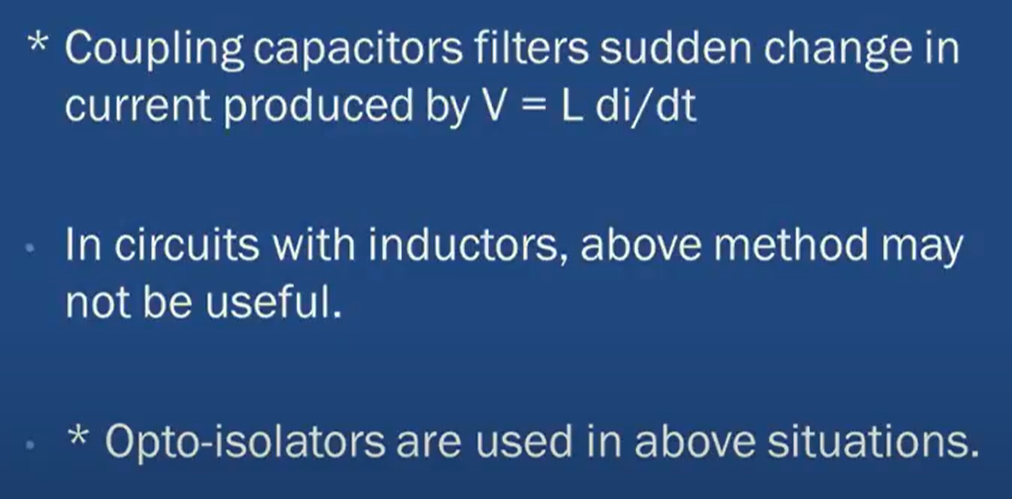 * Coupling capacitors filters sudden change in
current produced by V = L di/dt
• In circuits with inductors, above method may
not be useful.
• * Opto-isolators are used in above situations.